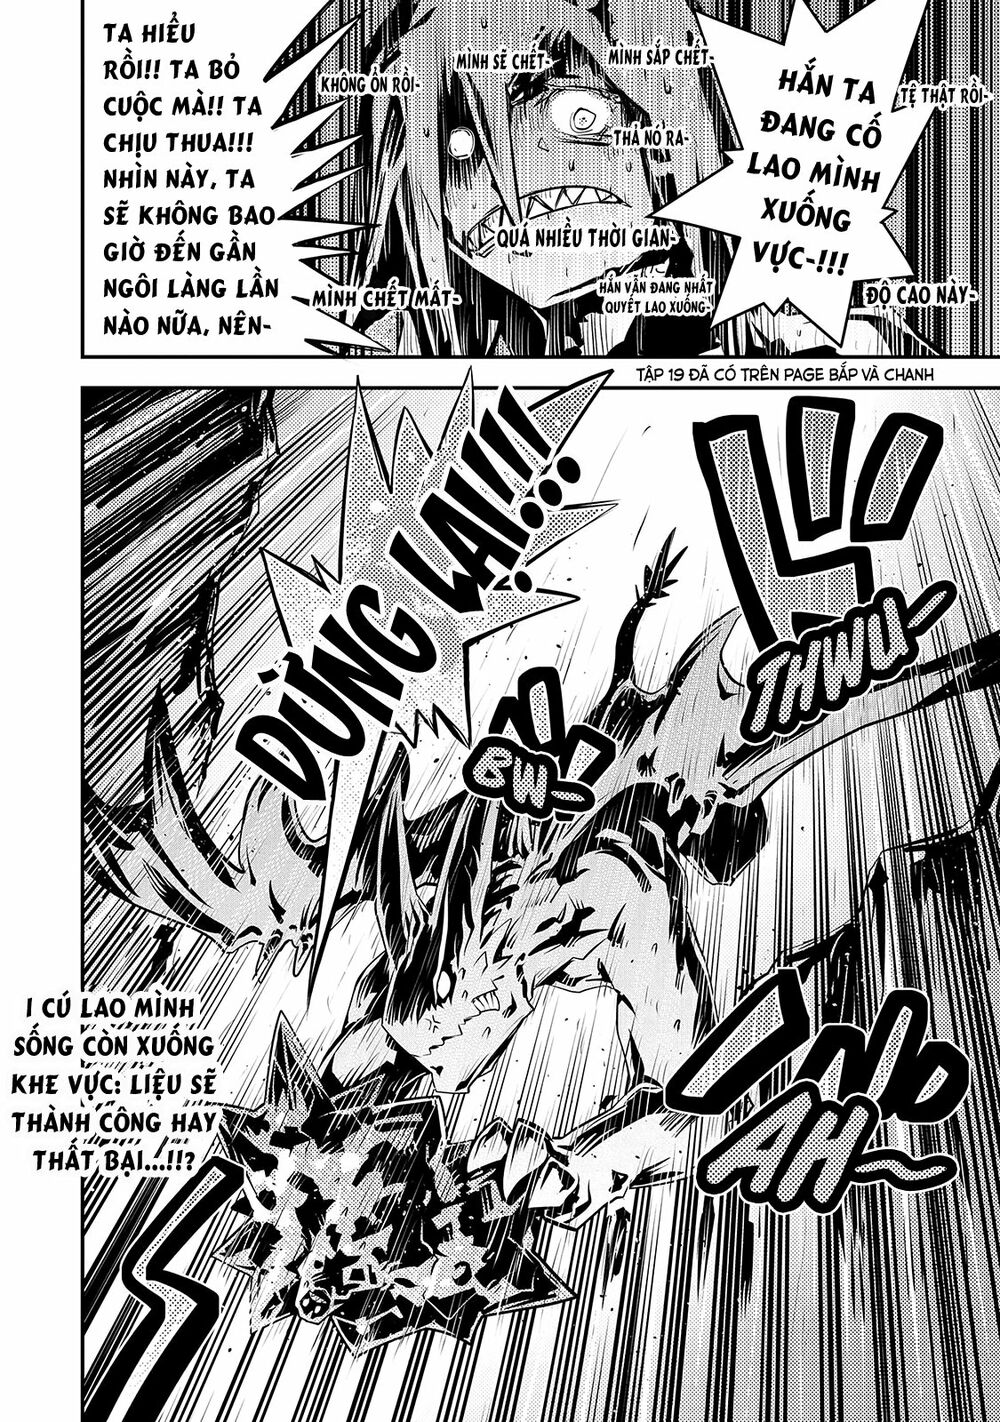 HẮN TA
ĐANG CỐ
LAO MÌNH
XUỐNG
VỰC-!!!
TỆ THẬT RỒI-
ĐỘ CAO NÀY-
MÌNH SẮP CHẾT-
MÌNH SẼ CHẾT-
KHÔNG ỔN RỒI-
THẢ NÓ RA-
QUÁ NHIỀU THỜI GIAN-
HẮN VẪN ĐANG NHẤT
QUYẾT LAO XUỐNG-
MÌNH CHẾT MẤT-
TA HIỂU
RỒI!! TA BỎ
CUỘC MÀ!! TA
CHỊU THUA!!!
NHÌN NÀY, TA
SẼ KHÔNG BAO
GIỜ ĐẾN GẦN
NGÔI LÀNG LẦN
NÀO NỮA, NÊN-
TẬP 19 ĐÃ CÓ TRÊN PAGE BẮP VÀ CHANH
DỪNG LẠI!!!...
THWU-
GW-
UNO
AH~
1 CÚ LAO MÌNH
SỐNG CÒN XUỐNG
KHE VỰC: LIỆU SẼ
THÀNH CÔNG HAY
THẤT BẠI...!!?